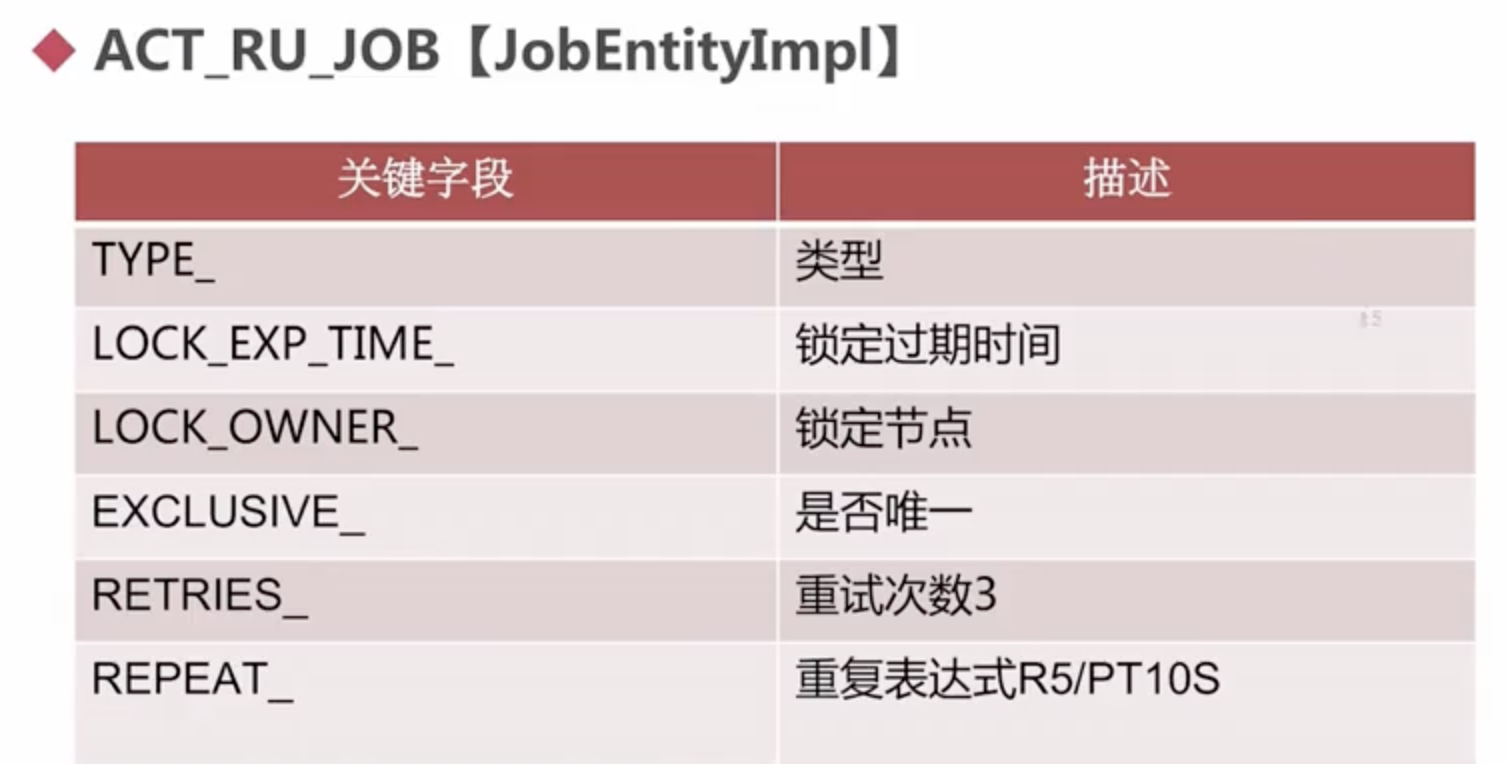 ACT_RU_JOB【JobEntityImpl】
关键字段 描述
TYPE_ 类型
LOCK_EXP_TIME_ 锁定过期时间
LOCK_OWNER_ 锁定节点
EXCLUSIVE_ 是否唯一
RETRIES_ 重试次数3
REPEAT_ 重复表达式R5/PT10S